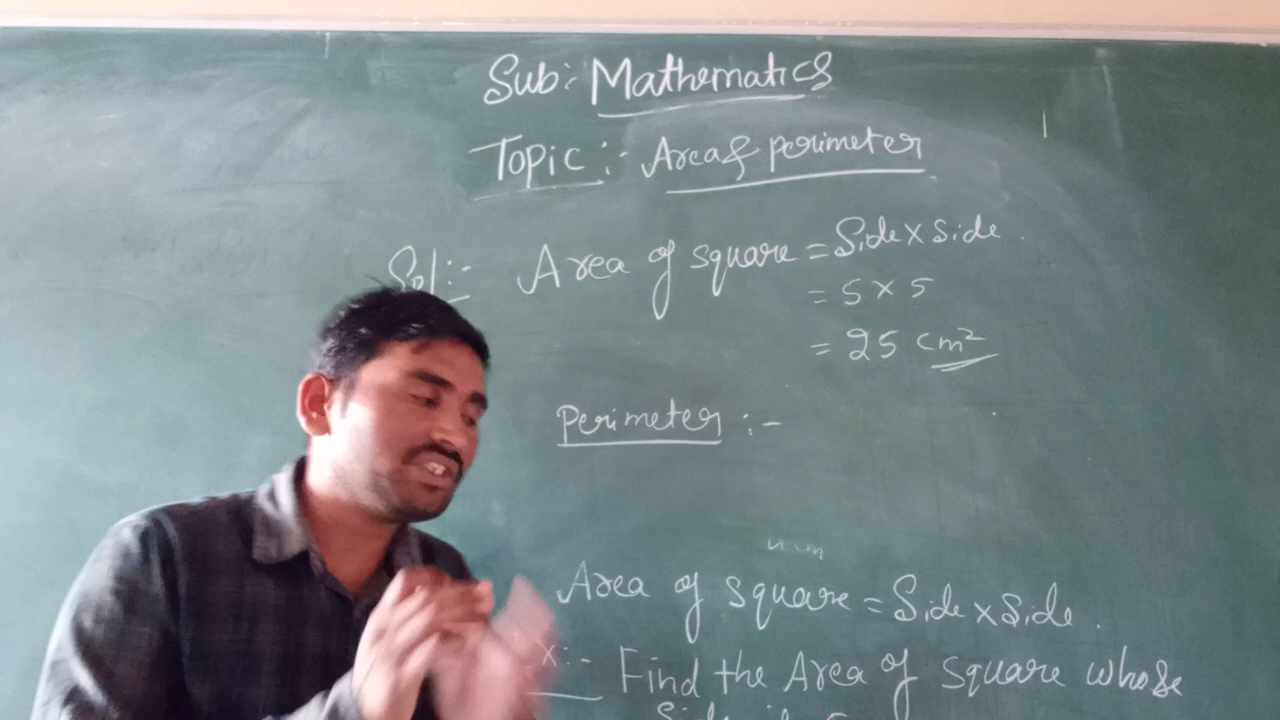 Sub: Mathematics
Topic :- Area & perimeter
Sol:- Area of square = Side x Side.
= 5 x 5
= 25 cm²
Perimeter :-
Area of square = Side x Side.
x:- Find the Area of square whose